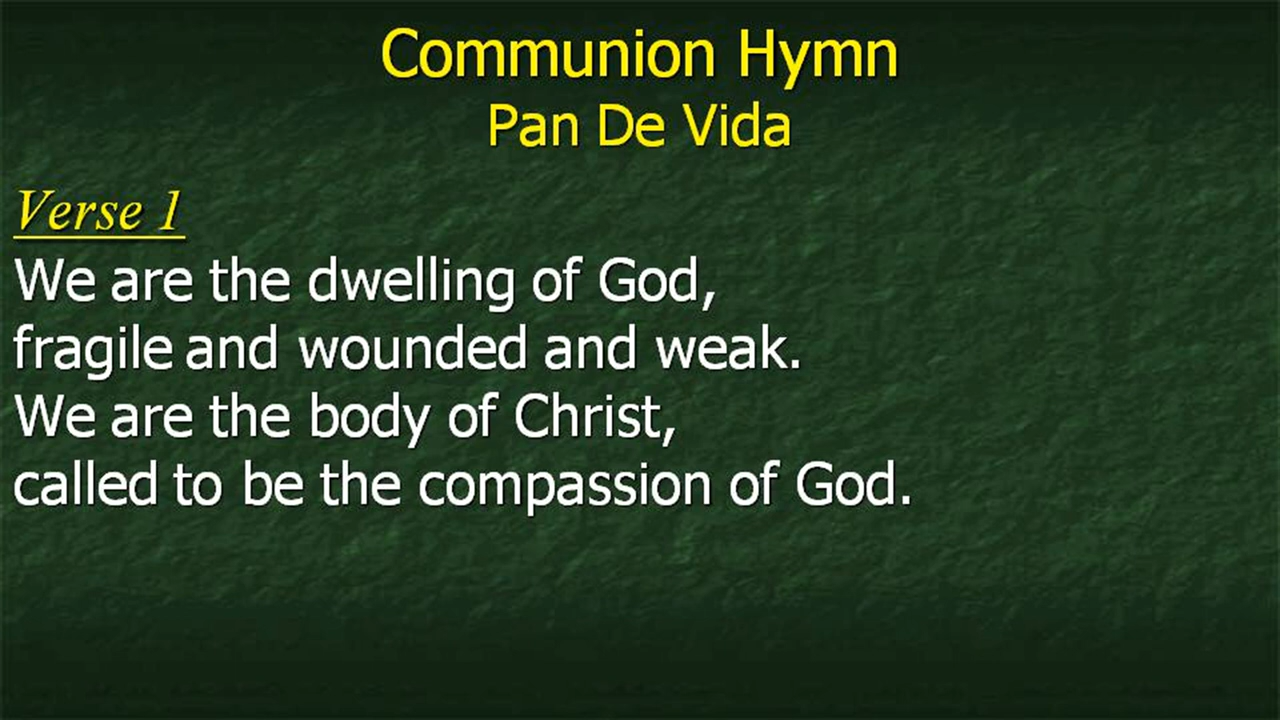 Communion Hymn
Pan De Vida
Verse 1
We are the dwelling of God,
fragile and wounded and weak.
We are the body of Christ,
called to be the compassion of God.